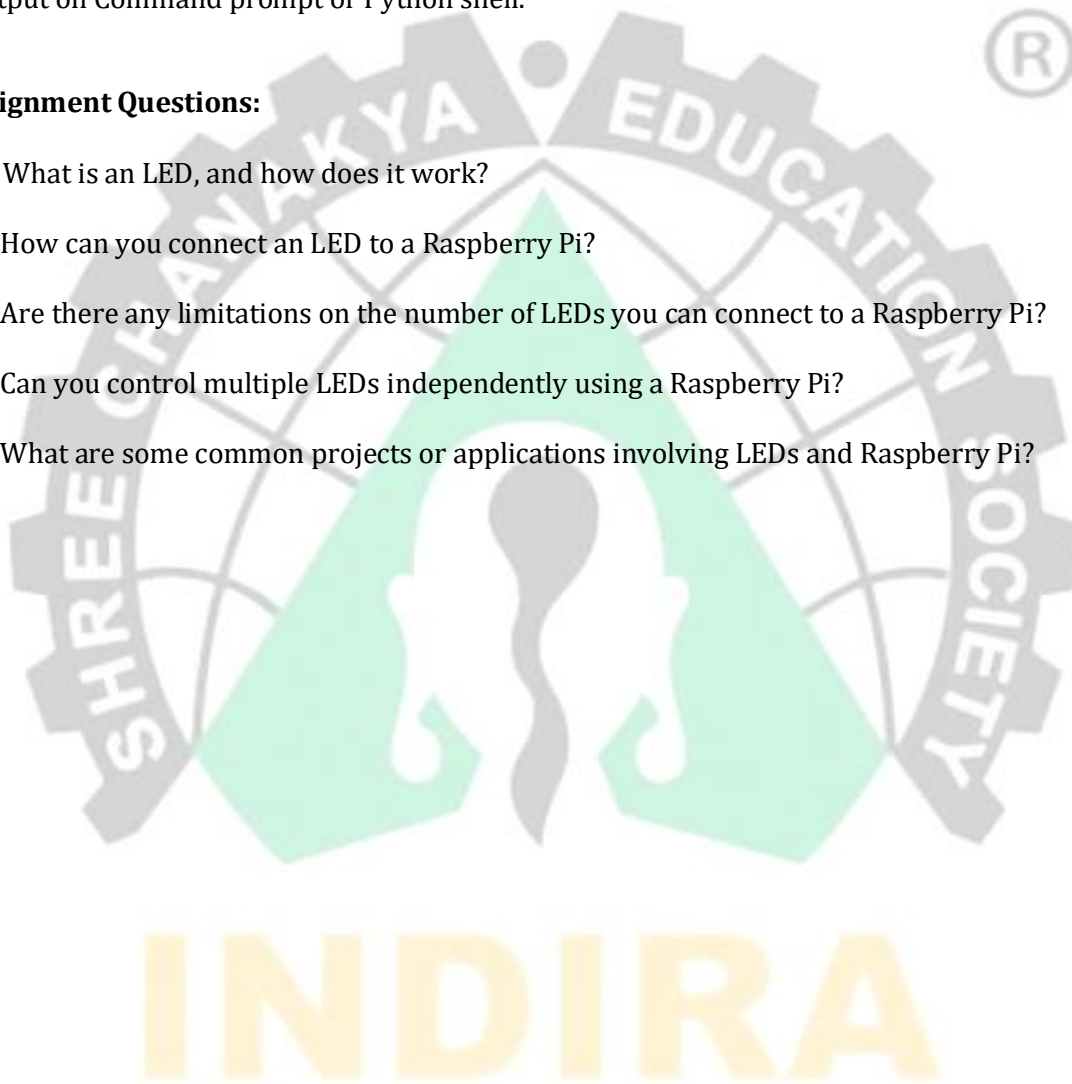 on Command prompt or Python shell.
®
ignment Questions:
What is an LED, and how does it work?
How can you connect an LED to a Raspberry Pi?
Are there any limitations on the number of LEDs you can connect to a Raspberry Pi?
Can you control multiple LEDs independently using a Raspberry Pi?
What are some common projects or applications involving LEDs and Raspberry Pi?
SHREE CHANAKYA EDUCATION SOCIETY
INDIRA